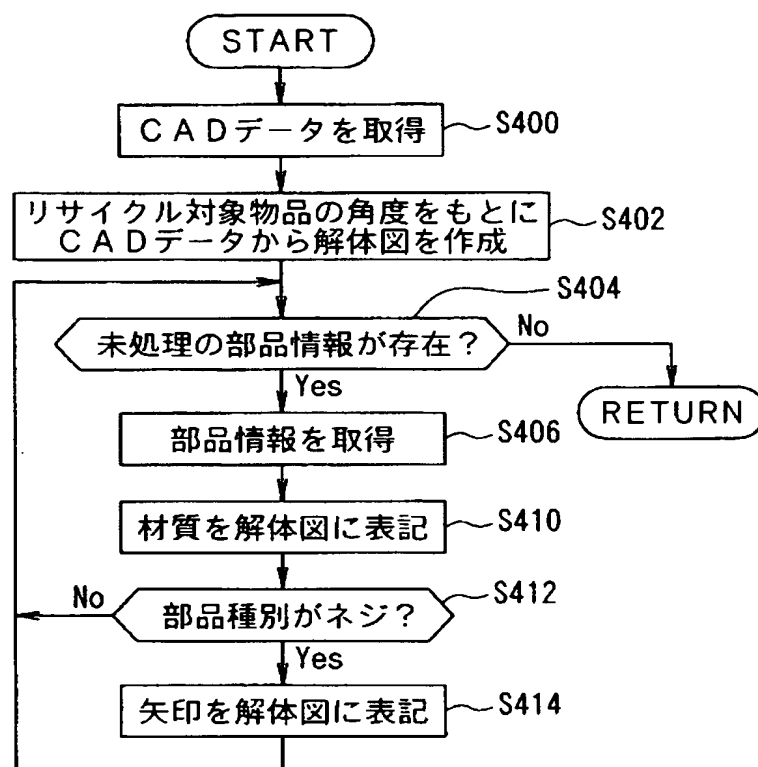 START
CADデータを取得
S400
リサイクル対象物品の角度をもとに
CADデータから解体図を作成
S402
S404
未処理の部品情報が存在?
No
Yes
RETURN
部品情報を取得
S406
材質を解体図に表記
S410
No
部品種別がネジ?
S412
Yes
矢印を解体図に表記
S414